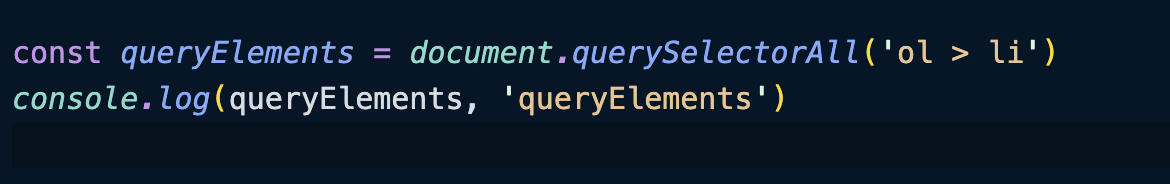 const queryElements = document.querySelectorAll('ol > li')
console.log(queryElements, 'queryElements')